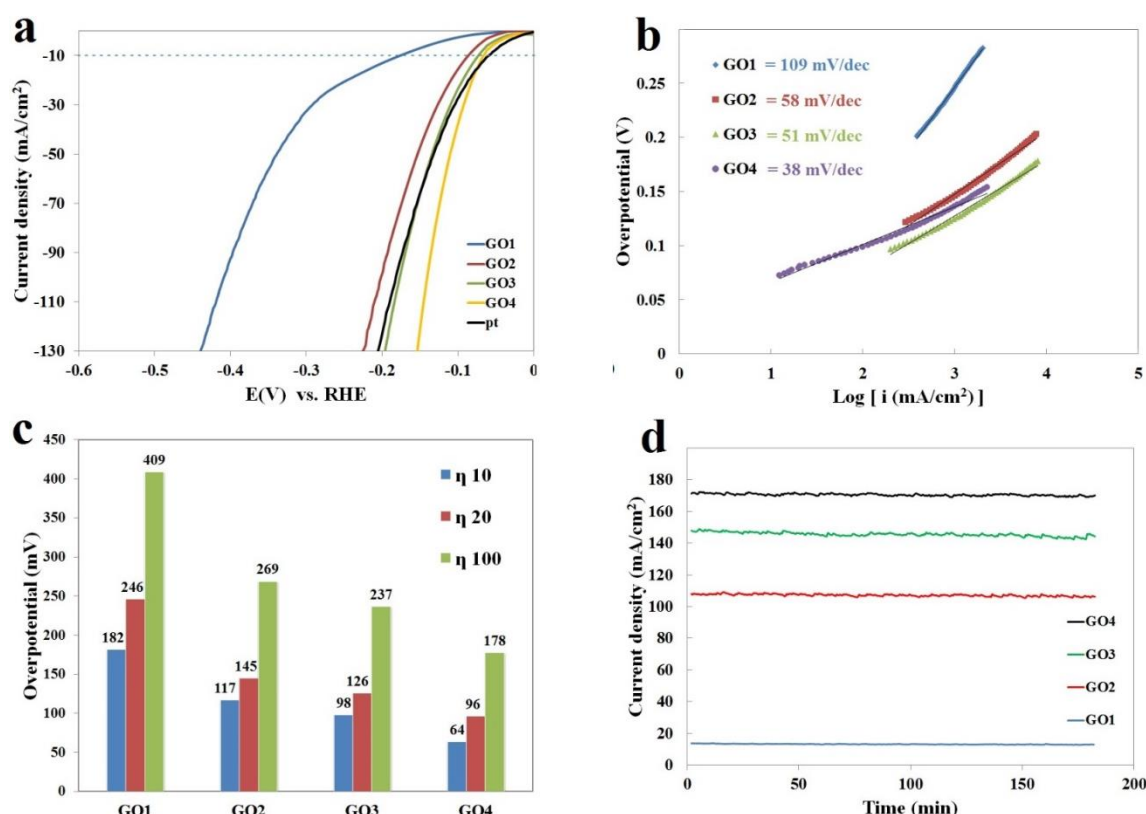 a
Current density (mA/cm²)
-10
-30
-50
-70
-90
-110
-130
-0.6 -0.5 -0.4 -0.3 -0.2 -0.1 0
E(V) vs. RHE
GO1
GO2
GO3
GO4
pt
b
Overpotential (V)
0.25
0.2
0.15
0.1
0.05
0
0 1 2 3 4 5
Log [ i (mA/cm²) ]
GO1 = 109 mV/dec
GO2 = 58 mV/dec
GO3 = 51 mV/dec
GO4 = 38 mV/dec
c
Overpotential (mV)
450
400
350
300
250
200
150
100
50
0
182 246 409
117 145 269
98 126 237
64 96 178
η 10
η 20
η 100
GO1 GO2 GO3 GO4
d
Current density (mA/cm²)
180
160
140
120
100
80
60
40
20
0
0 50 100 150 200
Time (min)
GO4
GO3
GO2
GO1